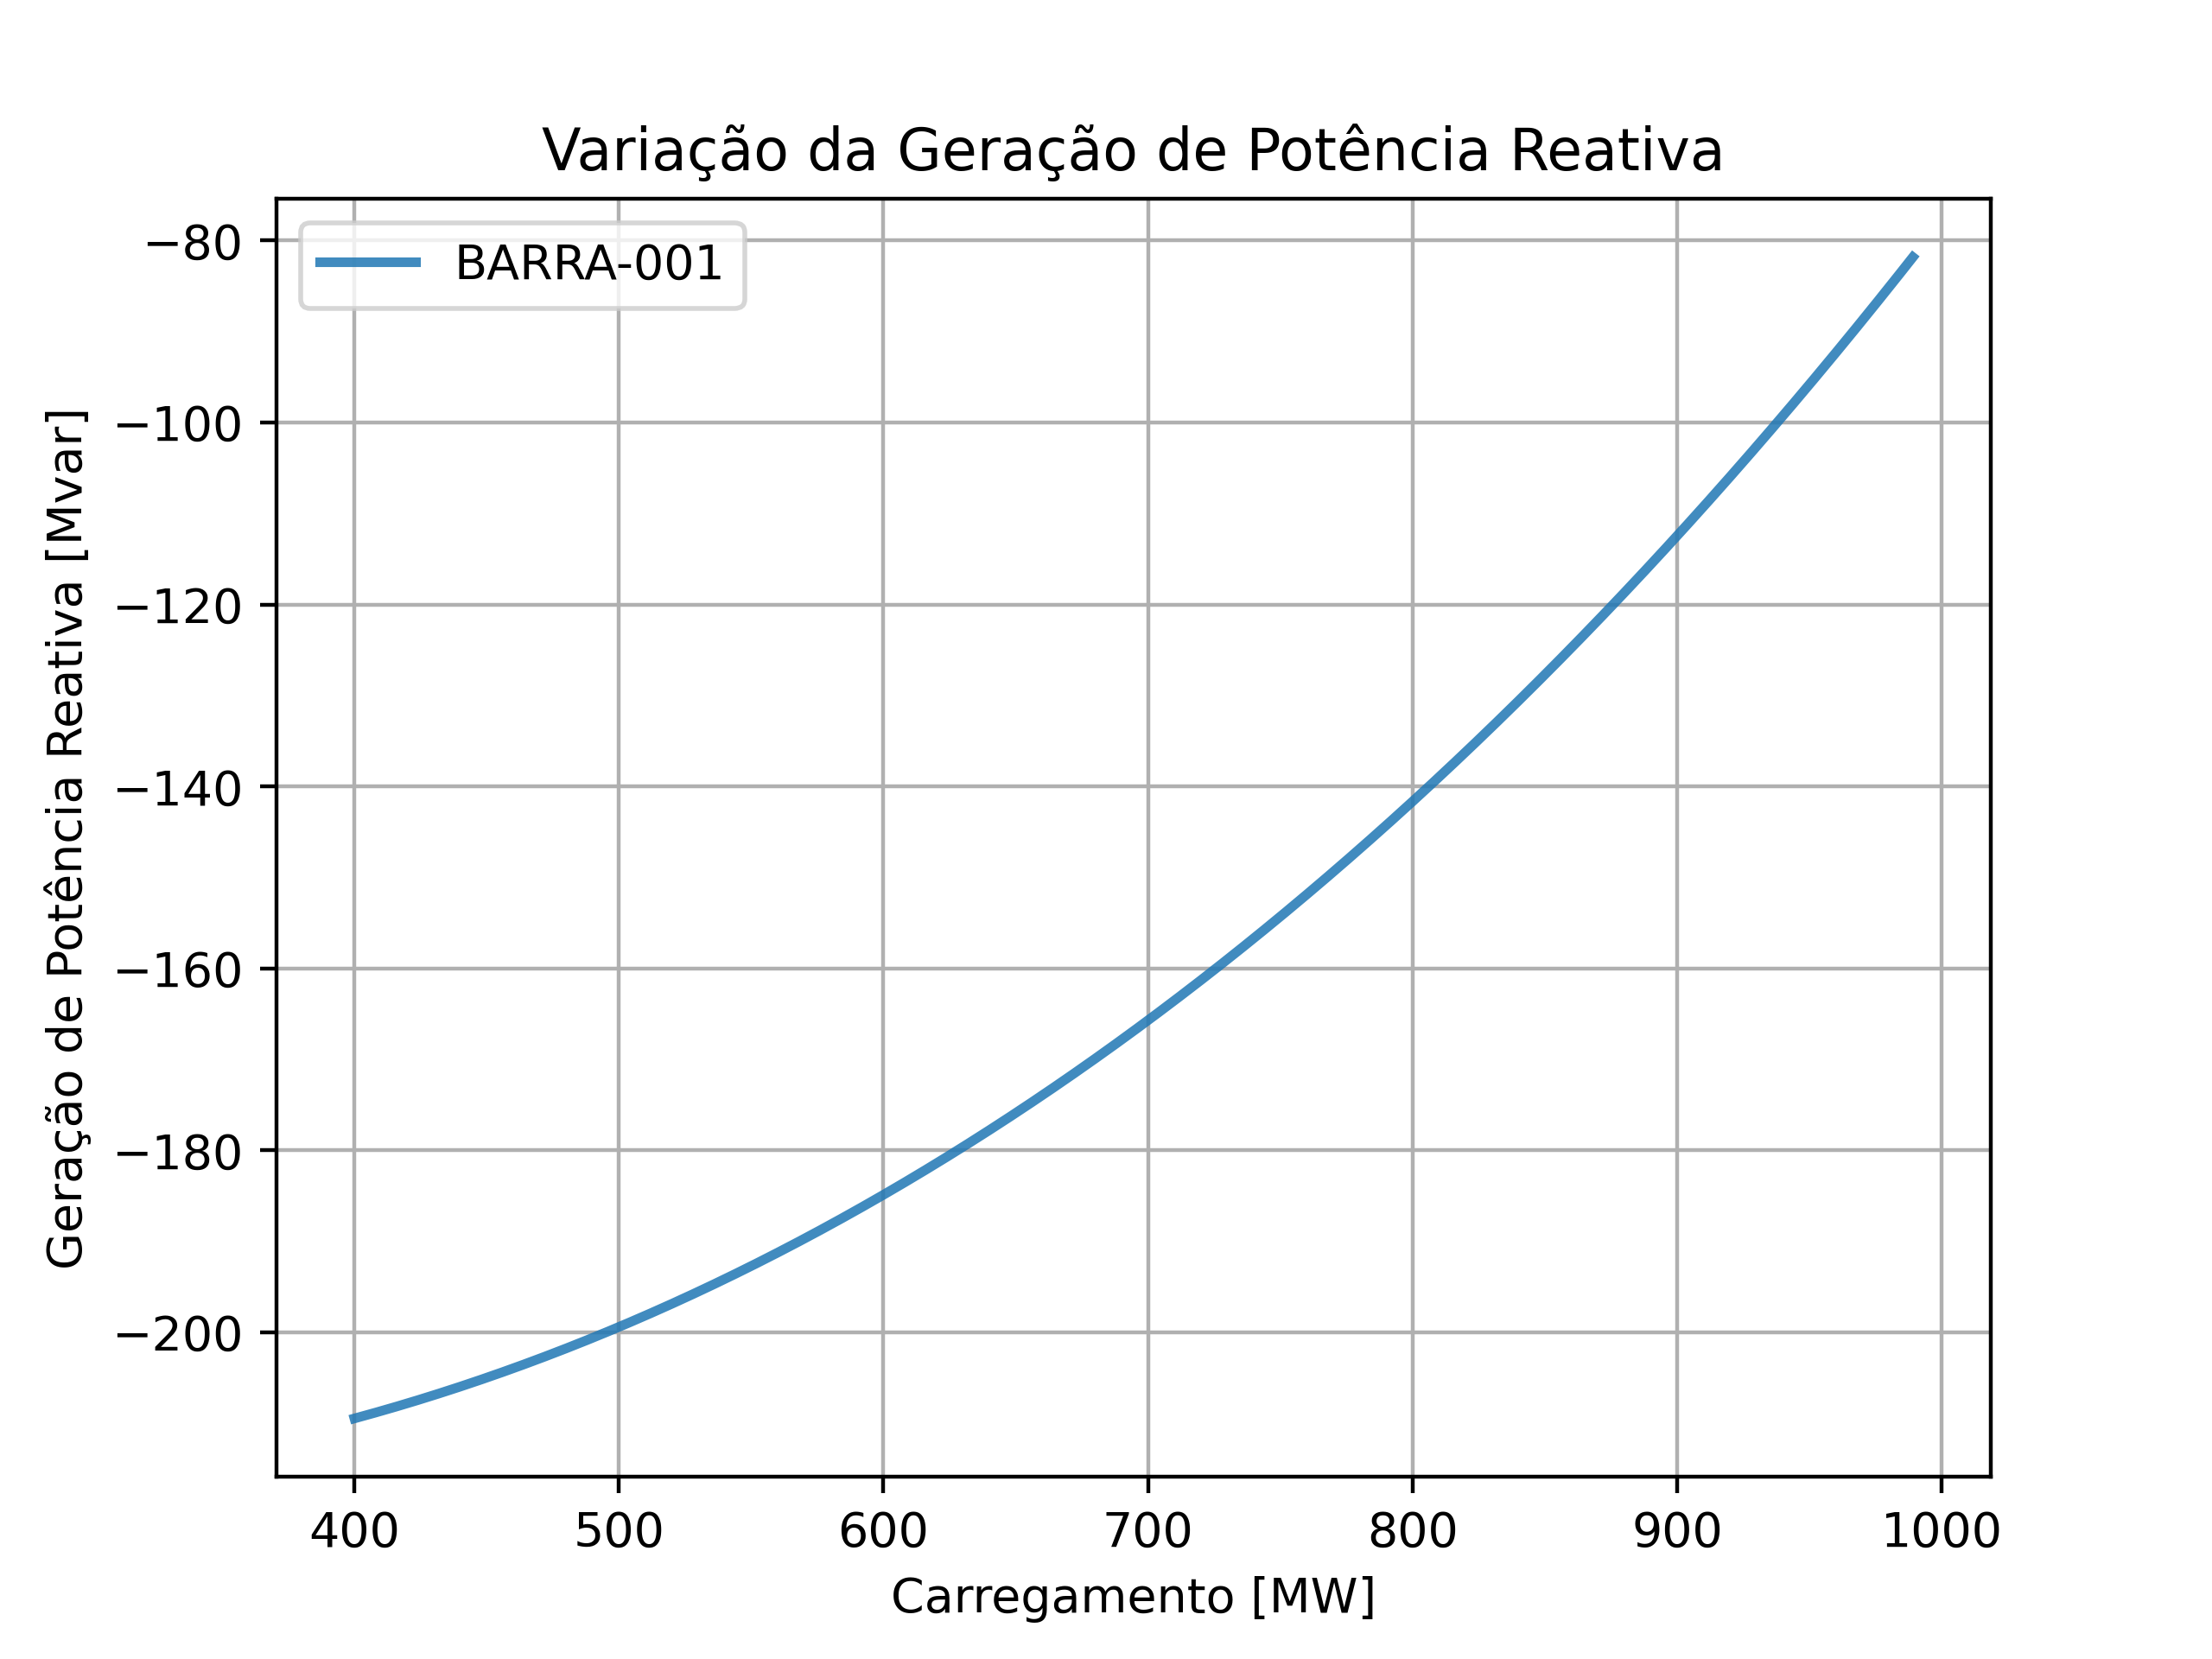 Variação da Geração de Potência Reativa
BARRA-001
Geração de Potência Reativa [Mvar]
−80
−100
−120
−140
−160
−180
−200
400 500 600 700 800 900 1000
Carregamento [MW]